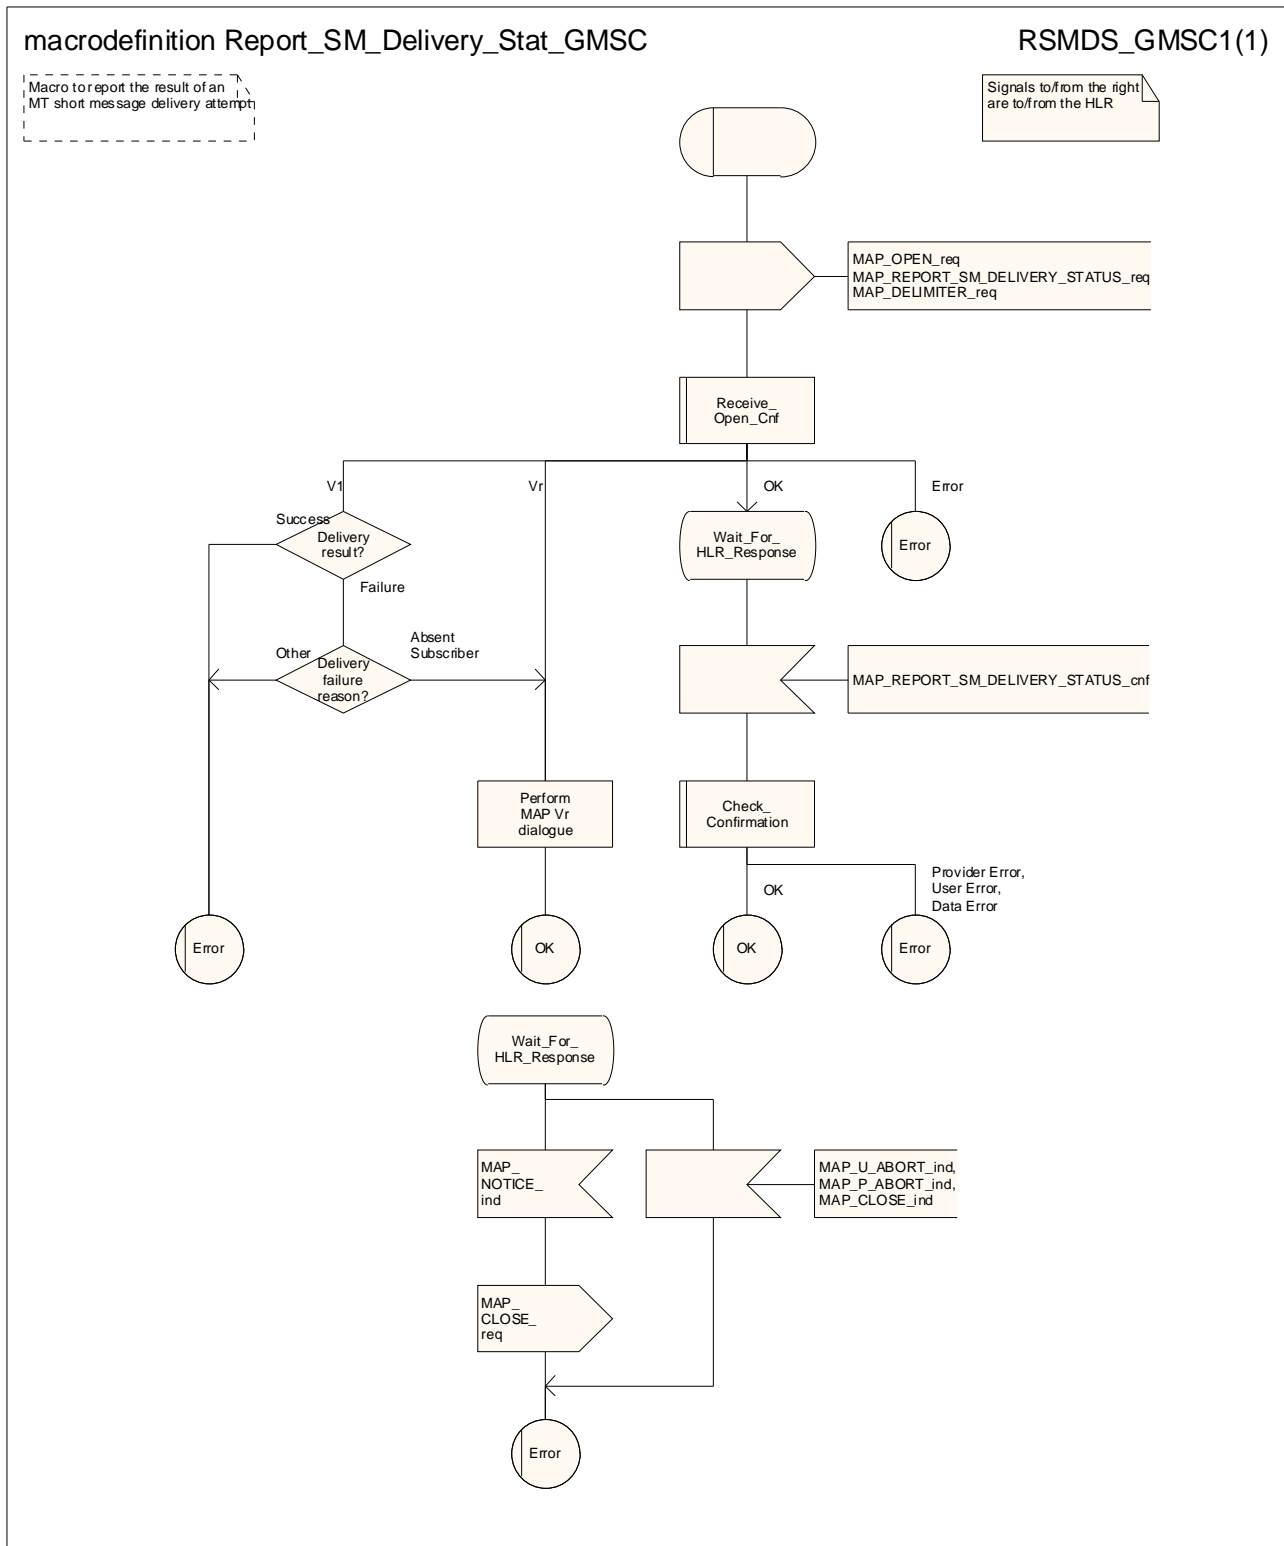 macrodefinition Report_SM_Delivery_Stat_GMSC
RSMDS_GMSC1(1)
Macro to report the result of an
MT short message delivery attempt
Signals to/from the right
are to/from the HLR
MAP_OPEN_req
MAP_REPORT_SM_DELIVERY_STATUS_req
MAP_DELIMITER_req
Receive_
Open_Cnf
V1
Vr
OK
Error
Success
Delivery
result?
Wait_For_
HLR_Response
Error
Failure
Other
Absent
Subscriber
Delivery
failure
reason?
MAP_REPORT_SM_DELIVERY_STATUS_cnf
Perform
MAP Vr
dialogue
Check_
Confirmation
OK
Provider Error,
User Error,
Data Error
Error
OK
OK
Error
Wait_For_
HLR_Response
MAP_
NOTICE_
ind
MAP_U_ABORT_ind,
MAP_P_ABORT_ind,
MAP_CLOSE_ind
MAP_
CLOSE_
req
Error